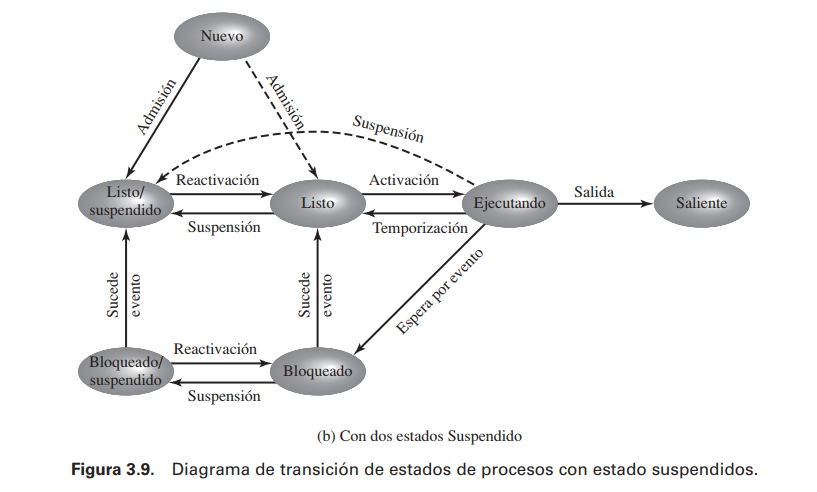 Nuevo
Admisión
Admisión
Suspensión
Listo/
suspendido
Reactivación
Suspensión
Listo
Activación
Temporización
Ejecutando
Salida
Saliente
Sucede
evento
Sucede
evento
Espera por evento
Bloqueado/
suspendido
Reactivación
Suspensión
Bloqueado
(b) Con dos estados Suspendido
Figura 3.9. Diagrama de transición de estados de procesos con estado suspendidos.